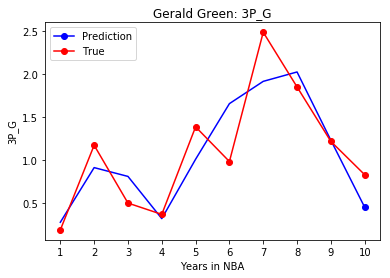 Gerald Green: 3P_G
Prediction
True
3P_G
2.5
2.0
1.5
1.0
0.5
1 2 3 4 5 6 7 8 9 10
Years in NBA